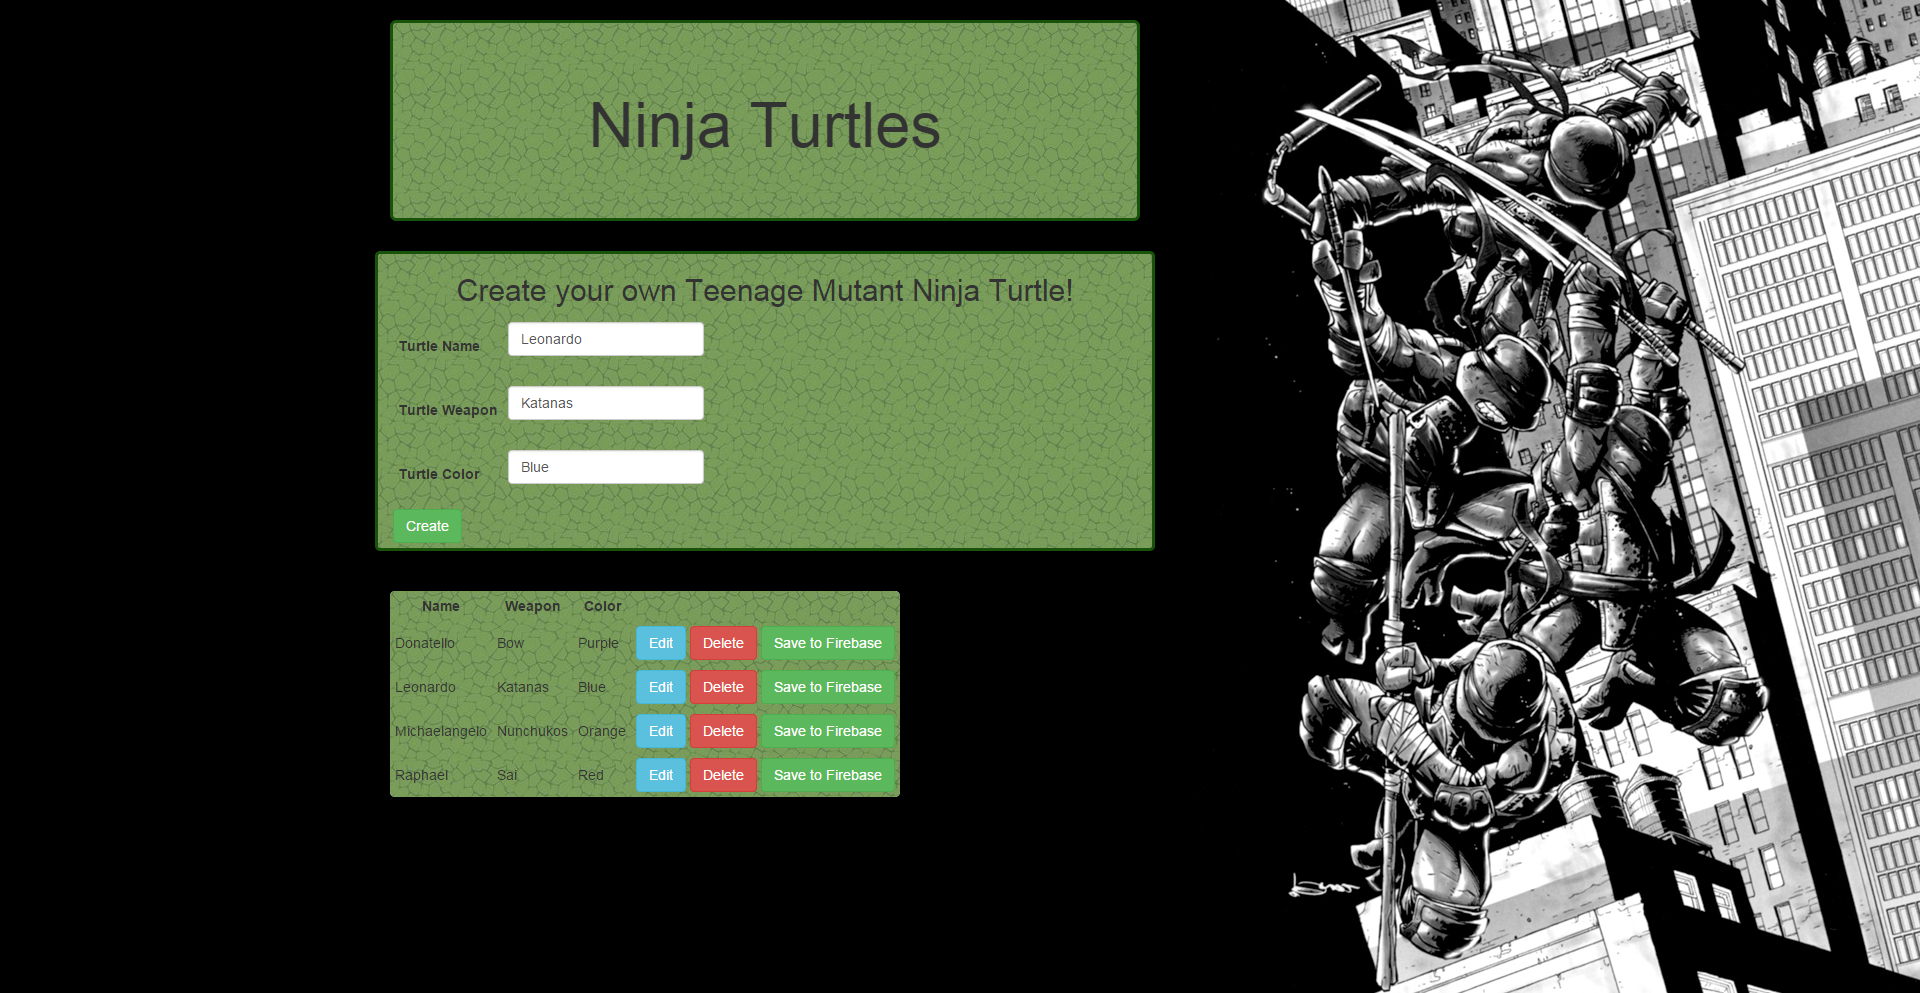 Ninja Turtles
Create your own Teenage Mutant Ninja Turtle!
Turtle Name Leonardo
Turtle Weapon Katanas
Turtle Color Blue
Create
Name Weapon Color
Donatello Bow Purple Edit Delete Save to Firebase
Leonardo Katanas Blue Edit Delete Save to Firebase
Michaelangelo Nunchukos Orange Edit Delete Save to Firebase
Raphael Sai Red Edit Delete Save to Firebase